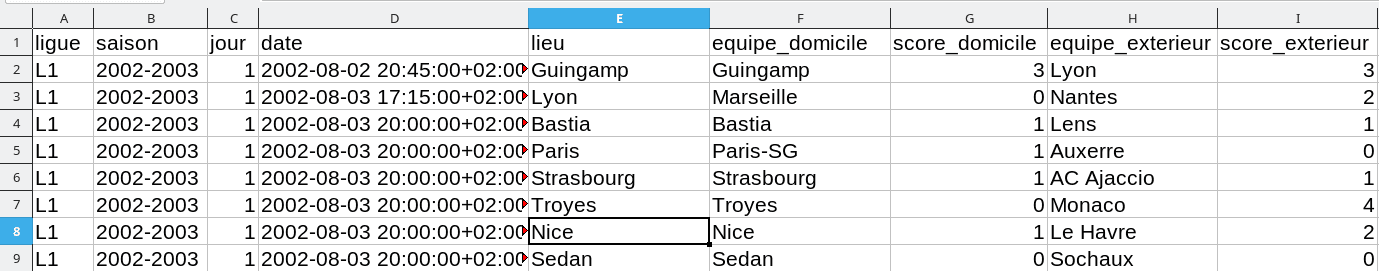 A B C D E F G H I
1 ligue saison jour date lieu equipe_domicile score_domicile equipe_exterieur score_exterieur
2 L1 2002-2003 1 2002-08-02 20:45:00+02:00 Guingamp Guingamp 3 Lyon 3
3 L1 2002-2003 1 2002-08-03 17:15:00+02:00 Lyon Marseille 0 Nantes 2
4 L1 2002-2003 1 2002-08-03 20:00:00+02:00 Bastia Bastia 1 Lens 1
5 L1 2002-2003 1 2002-08-03 20:00:00+02:00 Paris Paris-SG 1 Auxerre 0
6 L1 2002-2003 1 2002-08-03 20:00:00+02:00 Strasbourg Strasbourg 1 AC Ajaccio 1
7 L1 2002-2003 1 2002-08-03 20:00:00+02:00 Troyes Troyes 0 Monaco 4
8 L1 2002-2003 1 2002-08-03 20:00:00+02:00 Nice Nice 1 Le Havre 2
9 L1 2002-2003 1 2002-08-03 20:00:00+02:00 Sedan Sedan 0 Sochaux 0